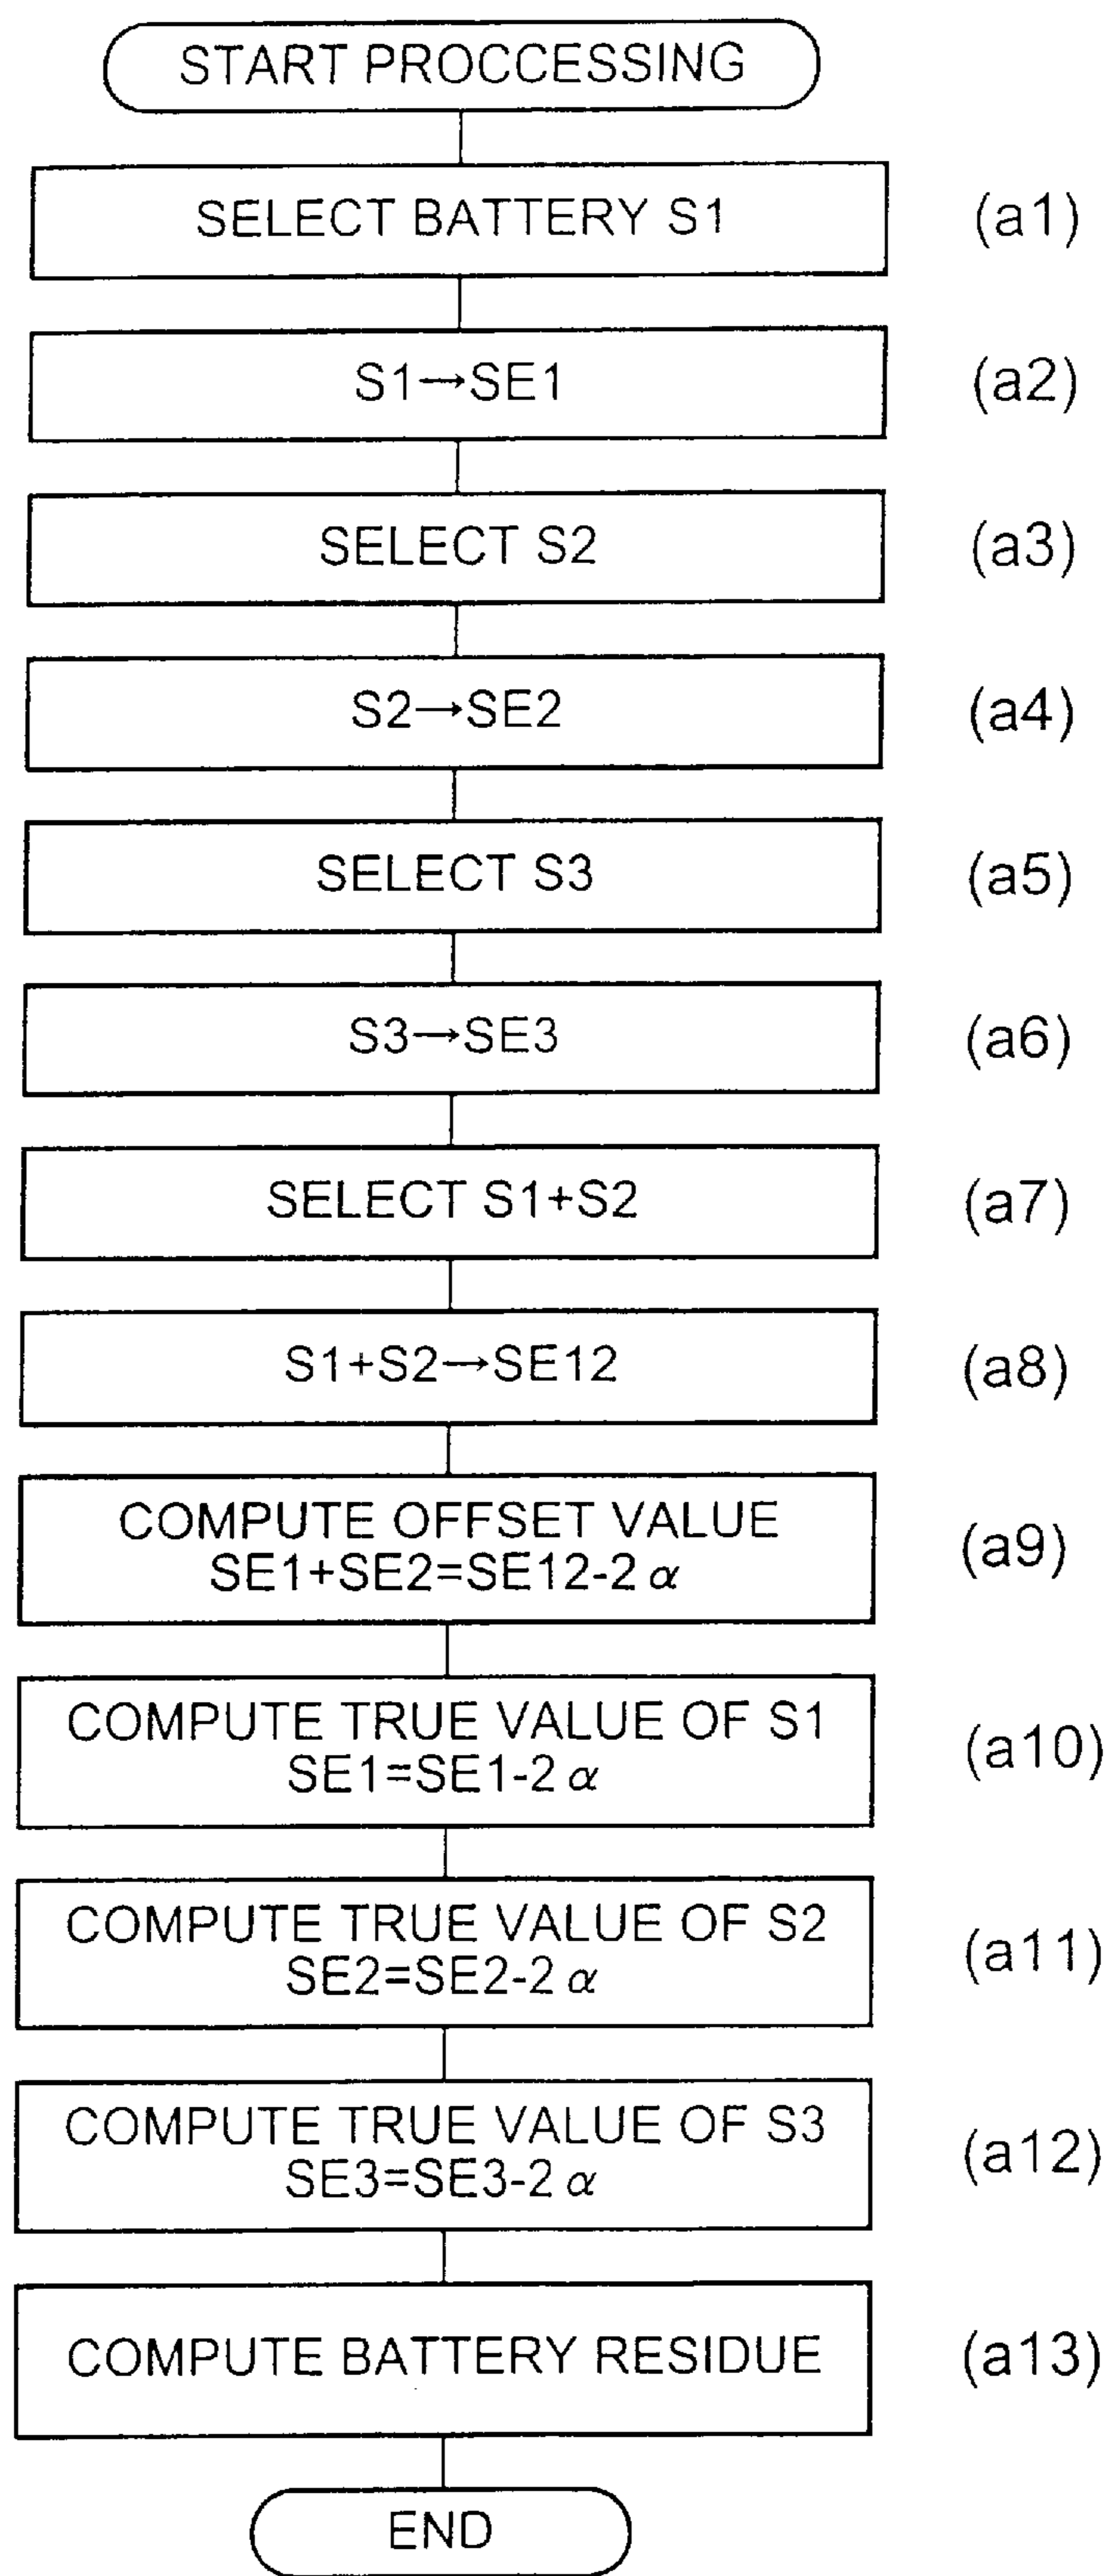 START PROCCESSING
SELECT BATTERY S1 (a1)
S1→SE1 (a2)
SELECT S2 (a3)
S2→SE2 (a4)
SELECT S3 (a5)
S3→SE3 (a6)
SELECT S1+S2 (a7)
S1+S2→SE12 (a8)
COMPUTE OFFSET VALUE (a9)
SE1+SE2=SE12-2α
COMPUTE TRUE VALUE OF S1 (a10)
SE1=SE1-2α
COMPUTE TRUE VALUE OF S2 (a11)
SE2=SE2-2α
COMPUTE TRUE VALUE OF S3 (a12)
SE3=SE3-2α
COMPUTE BATTERY RESIDUE (a13)
END